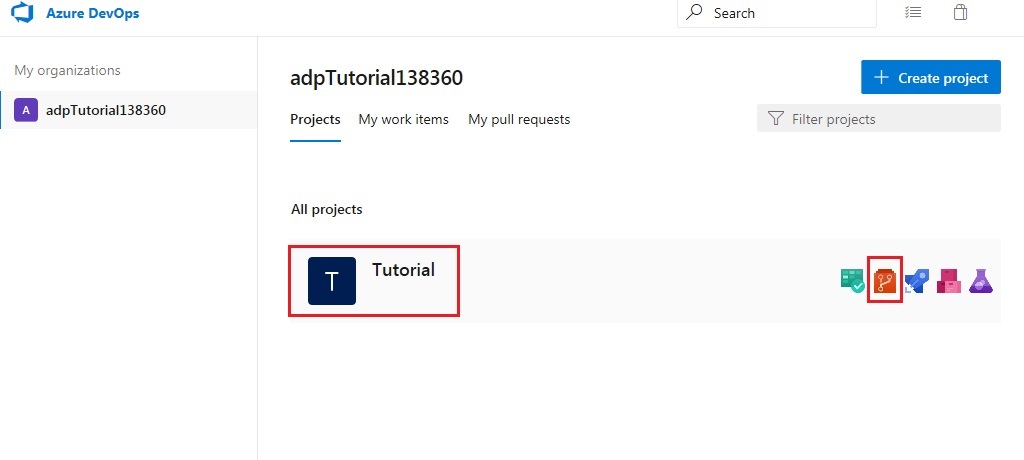 Azure DevOps
Search
My organizations
A adpTutorial138360
adpTutorial138360
Create project
Projects My work items My pull requests
Filter projects
All projects
T Tutorial